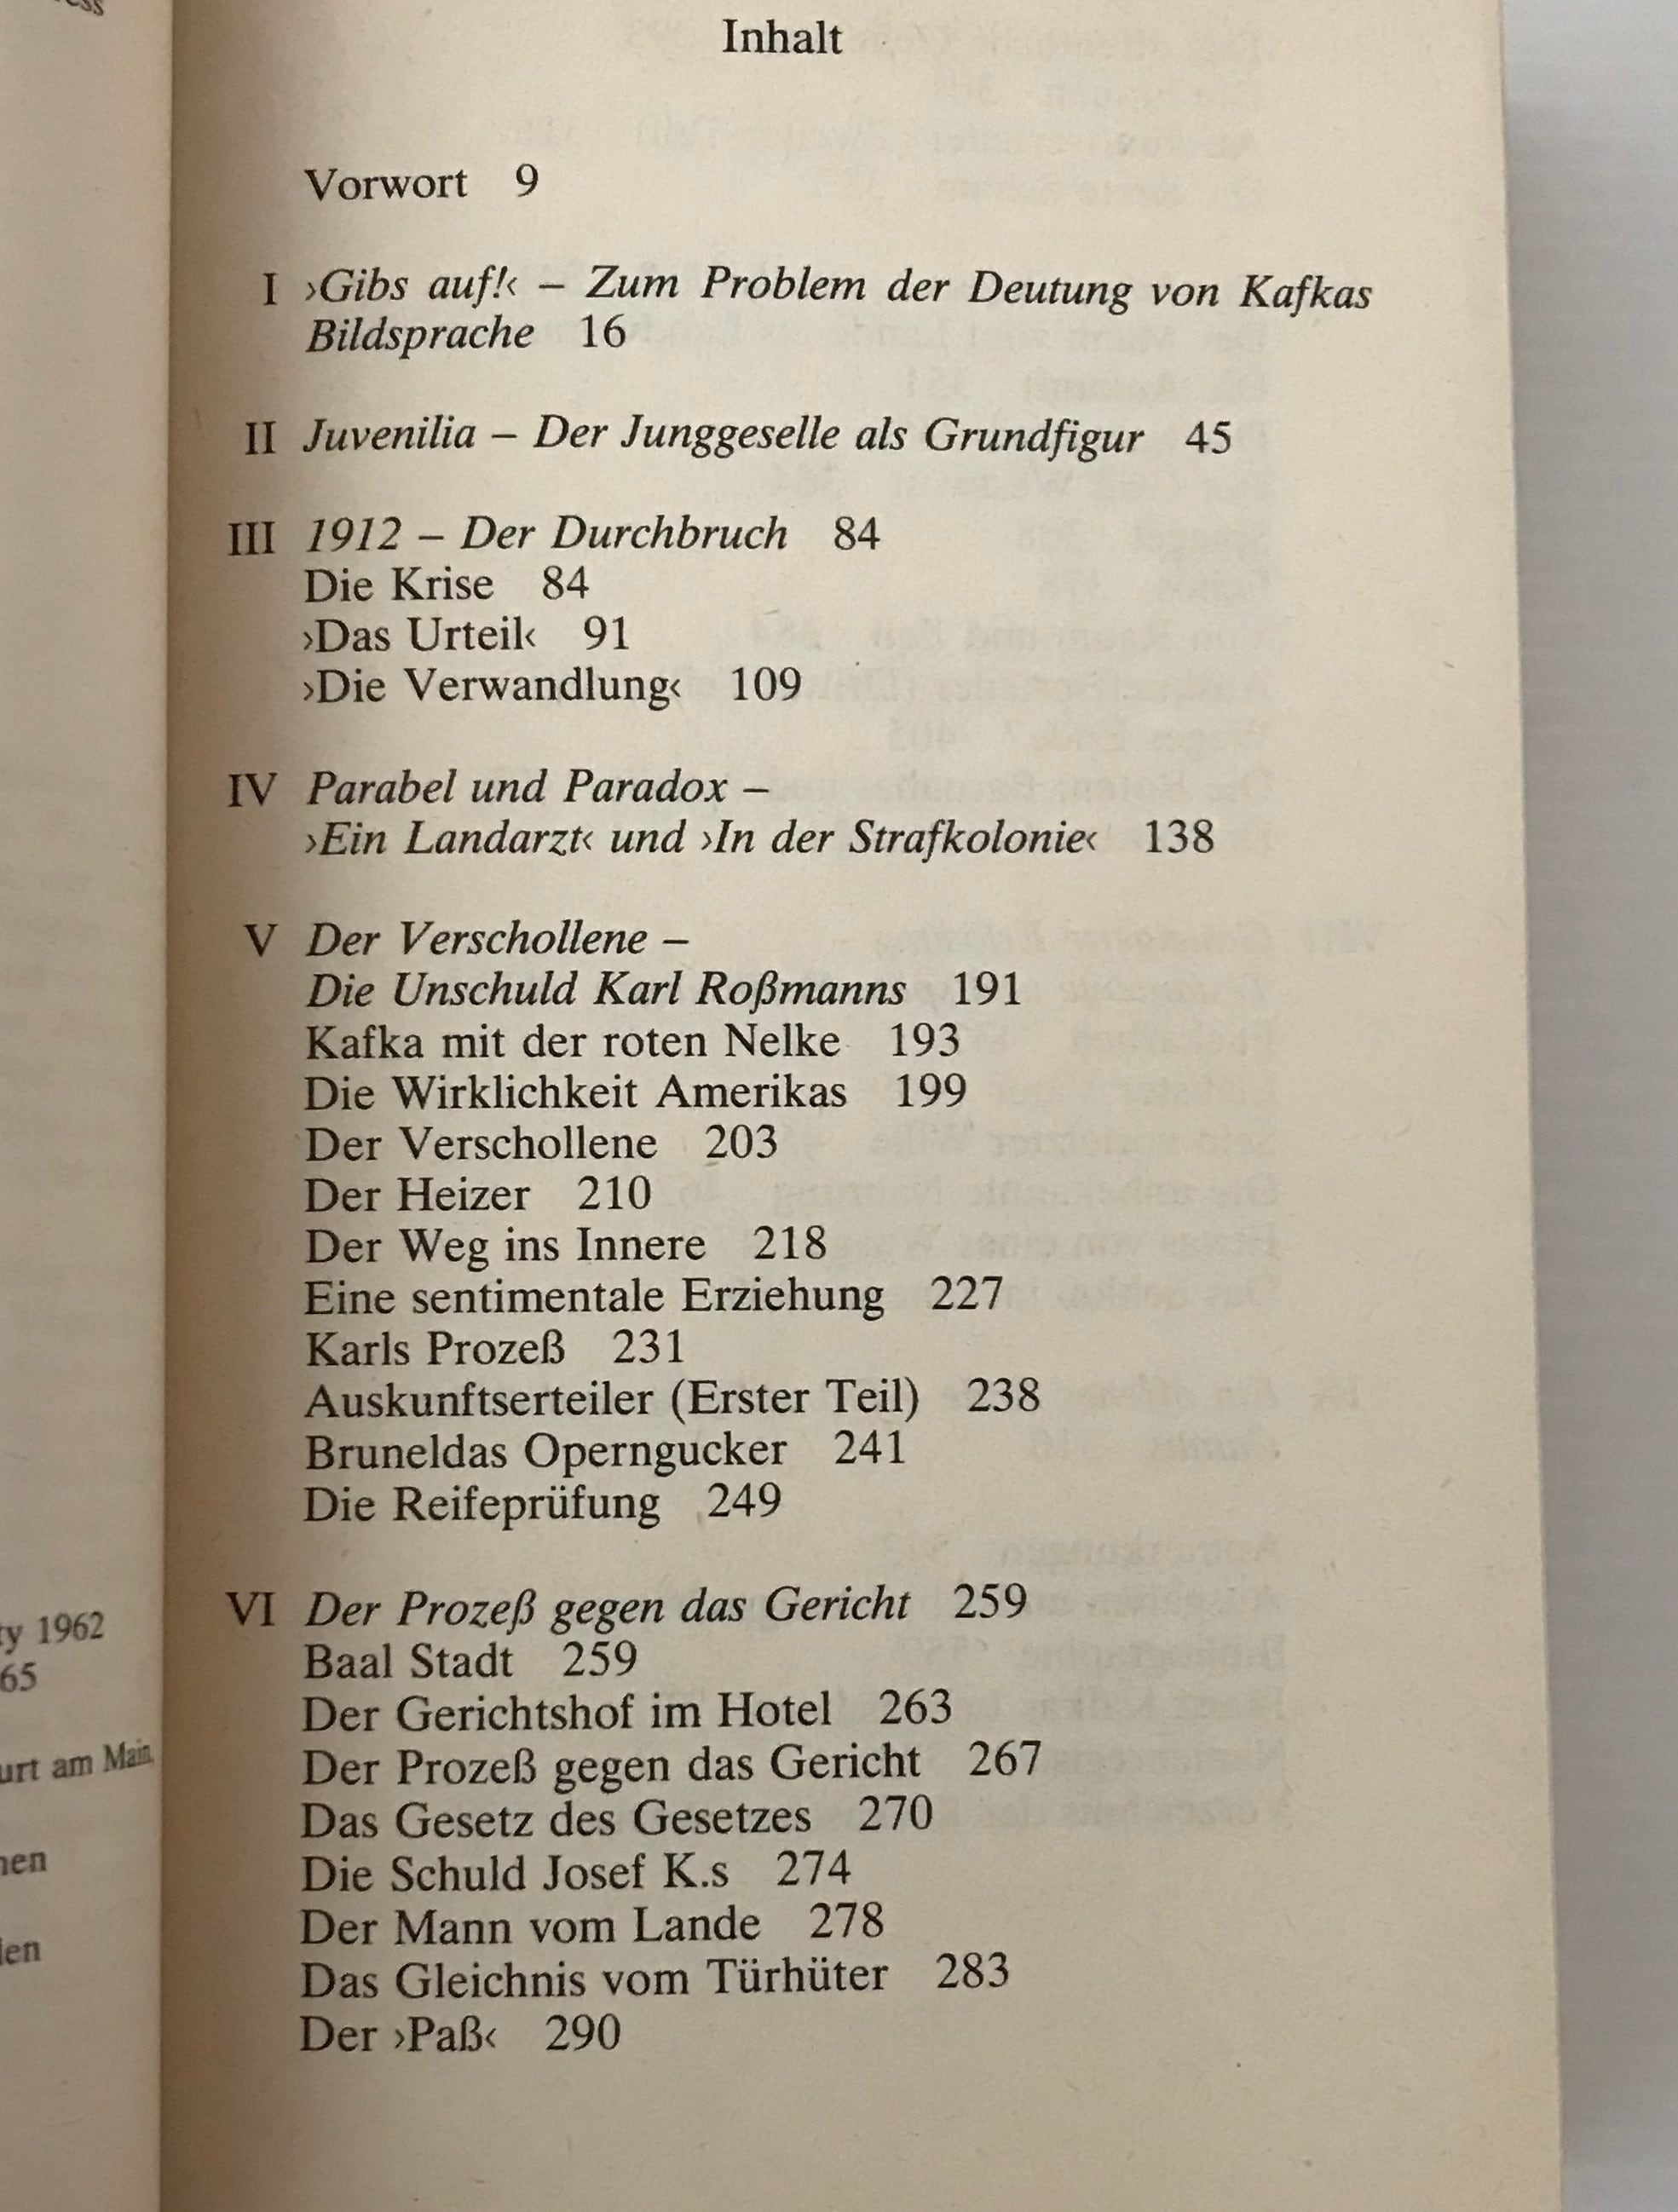 Inhalt
Vorwort 9
I ›Gibs auf!‹ – Zum Problem der Deutung von Kafkas
Bildsprache 16
II Juvenilia – Der Junggeselle als Grundfigur 45
III 1912 – Der Durchbruch 84
Die Krise 84
›Das Urteil‹ 91
›Die Verwandlung‹ 109
IV Parabel und Paradox –
›Ein Landarzt‹ und ›In der Strafkolonie‹ 138
V Der Verschollene –
Die Unschuld Karl Roßmanns 191
Kafka mit der roten Nelke 193
Die Wirklichkeit Amerikas 199
Der Verschollene 203
Der Heizer 210
Der Weg ins Innere 218
Eine sentimentale Erziehung 227
Karls Prozeß 231
Auskunftserteiler (Erster Teil) 238
Bruneldas Operngucker 241
Die Reifeprüfung 249
VI Der Prozeß gegen das Gericht 259
Baal Stadt 259
Der Gerichtshof im Hotel 263
Der Prozeß gegen das Gericht 267
Das Gesetz des Gesetzes 270
Die Schuld Josef K.s 274
Der Mann vom Lande 278
Das Gleichnis vom Türhüter 283
Der ›Paß‹ 290
ty 1962
65
urt am Main